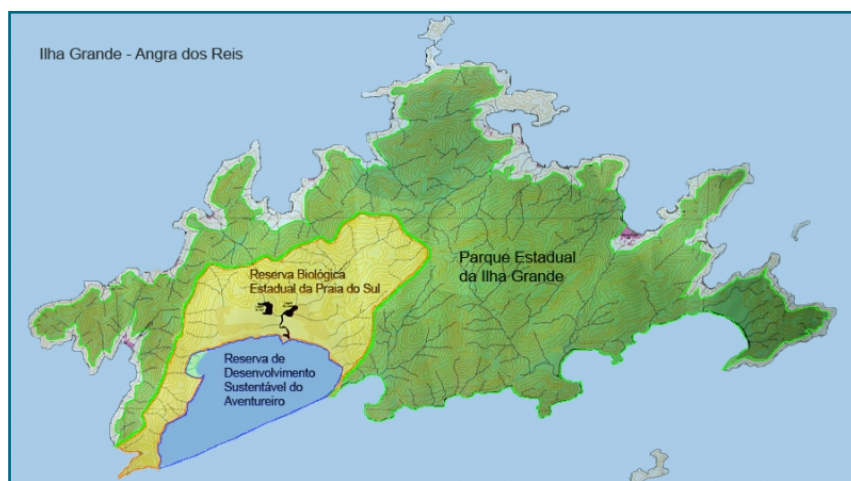 Ilha Grande - Angra dos Reis
Parque Estadual
da Ilha Grande
Reserva Biológica
Estadual da Praia do Sul
Reserva de
Desenvolvimento
Sustentável do
Aventureiro